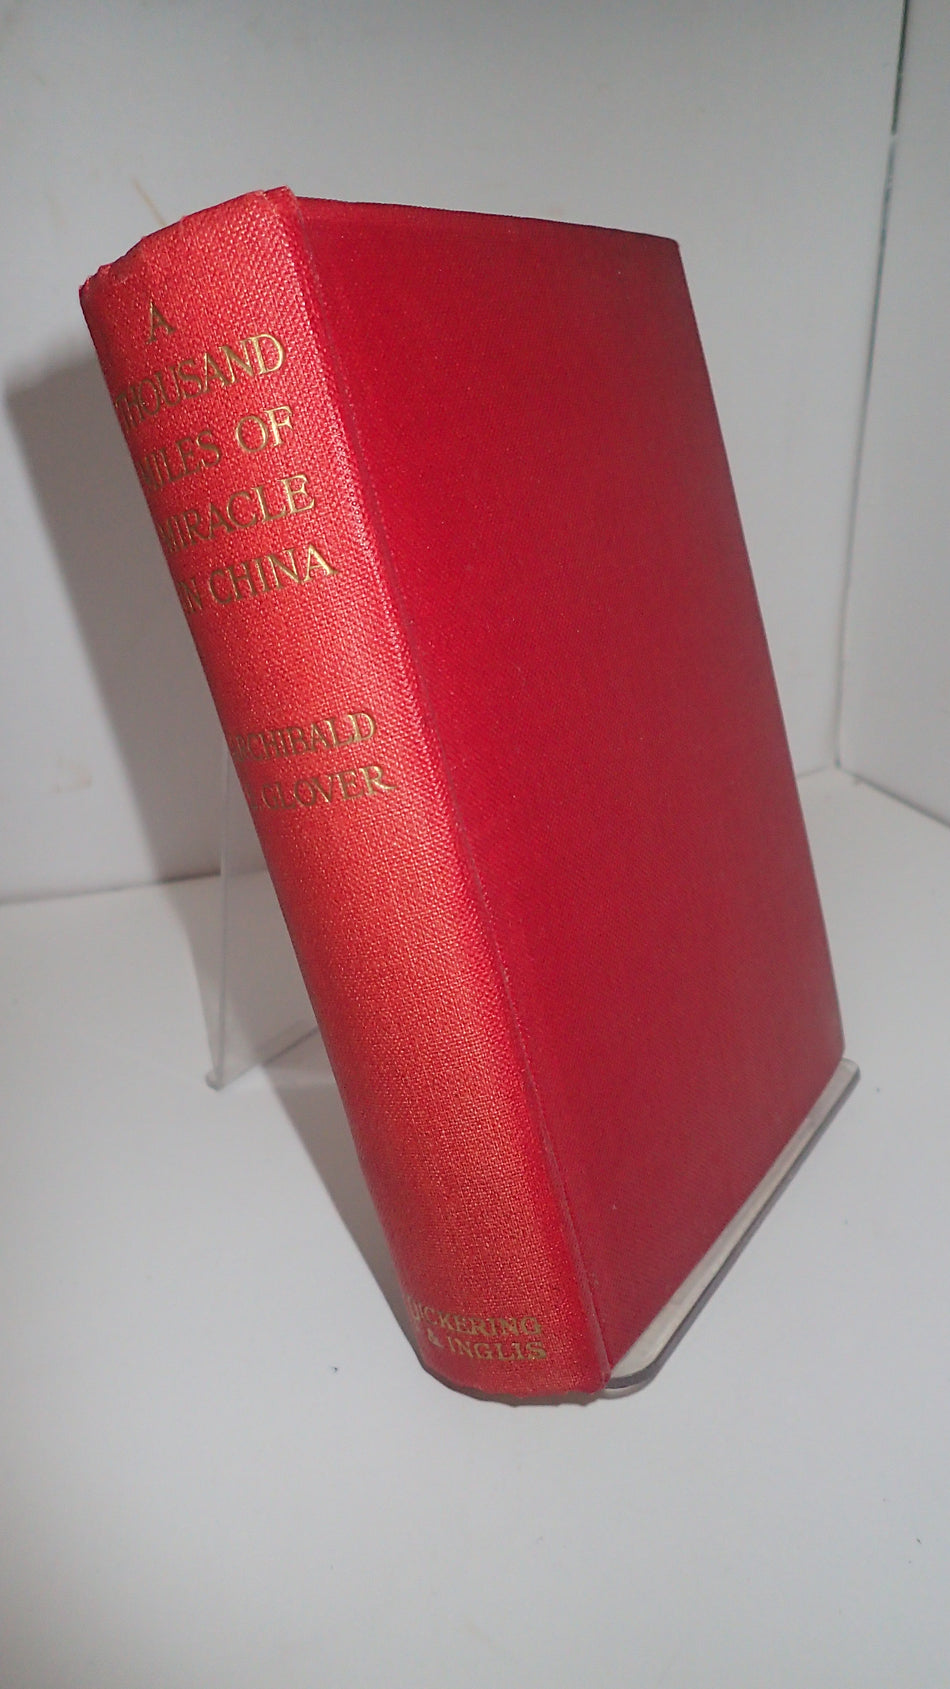 A
THOUSAND
MILES OF
MIRACLE
IN CHINA
ARCHIBALD
GLOVER
PICKERING
& INGLIS